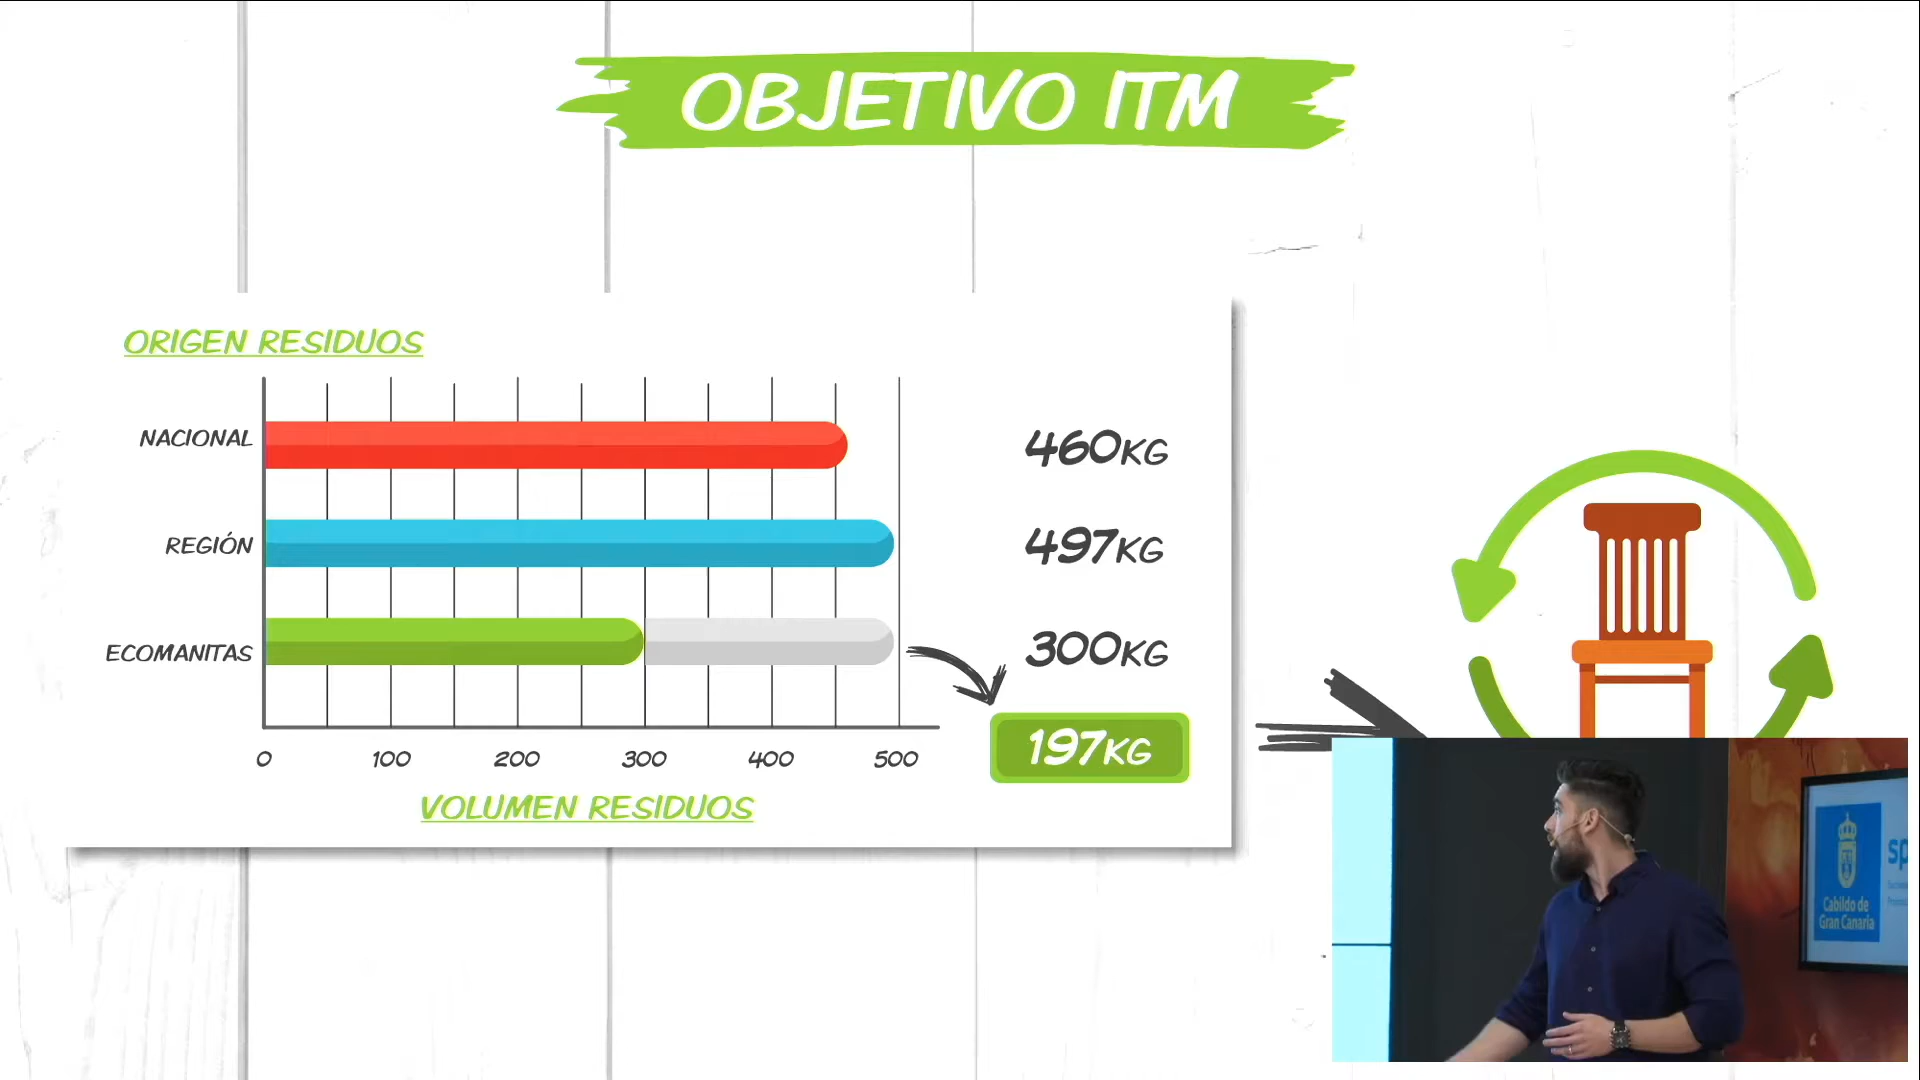 OBJETIVO ITM
ORIGEN RESIDUOS
NACIONAL
460KG
REGIÓN
497KG
ECOMANITAS
300KG
197KG
0 100 200 300 400 500
VOLUMEN RESIDUOS
sp
Cabildo de
Gran Canaria